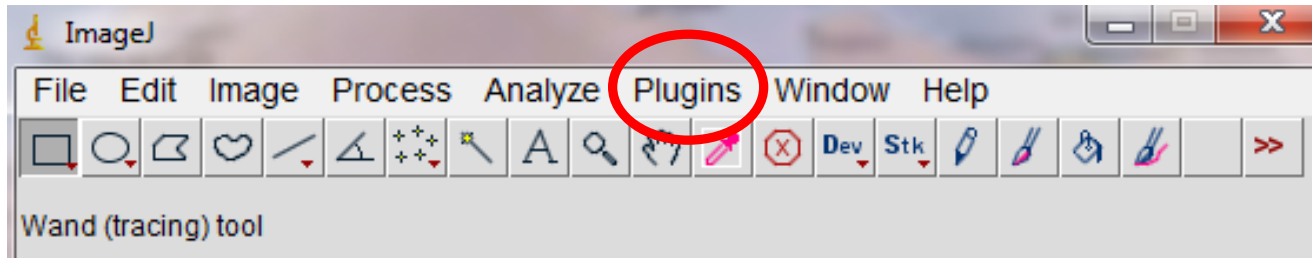 ImageJ
File Edit Image Process Analyze Plugins Window Help
A Dev Stk >>
Wand (tracing) tool